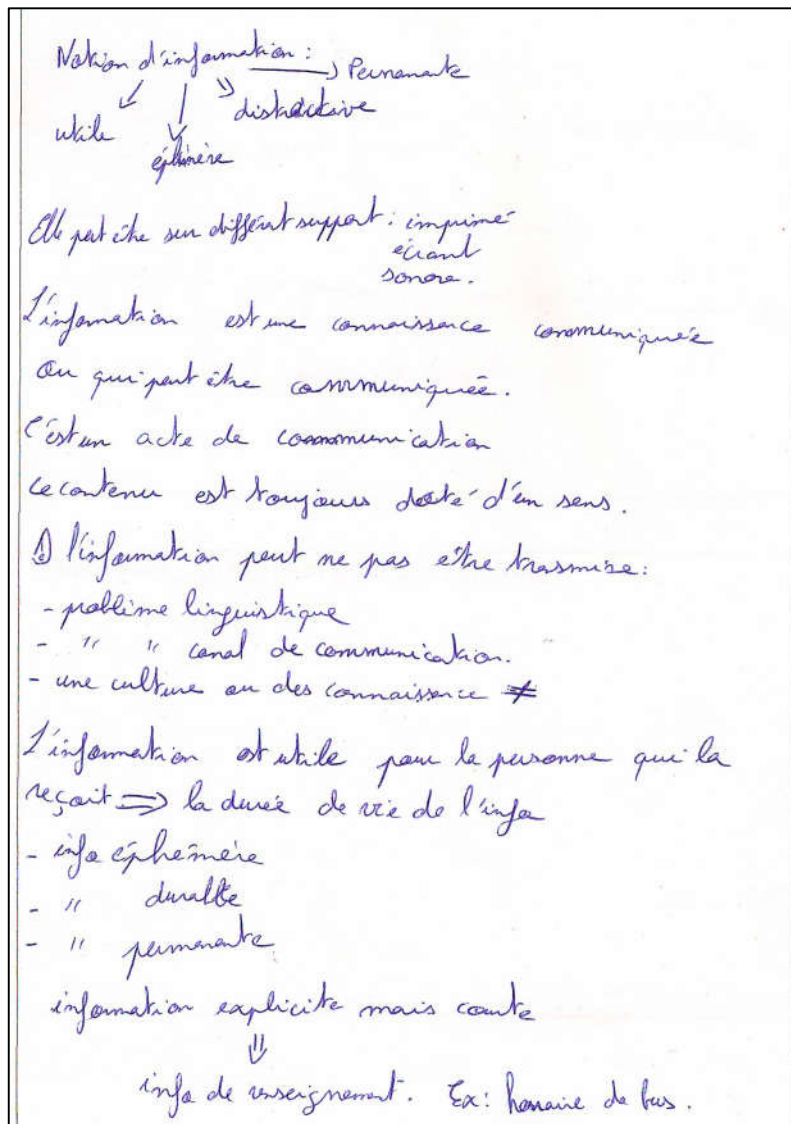 Notion d'information : → Permanante
utile ephémère distractive
Elle peut être sur différent support : imprimé
écrant
sonore.
L'information est une connaissance communiquée
ou qui peut être communiquée.
C'est un acte de communication
Le contenu est toujours doté d'un sens.
① l'information peut ne pas être trasmise :
- problème linguistique
- " " canal de communication.
- une culture ou des connaissance ≠
L'information est utile pour la personne qui la
reçoit ⇒ la durée de vie de l'info
- info éphémère
- " durable
- " permanante
information explicite mais courte
⇓
info de renseignement. Ex : horraire de bus.